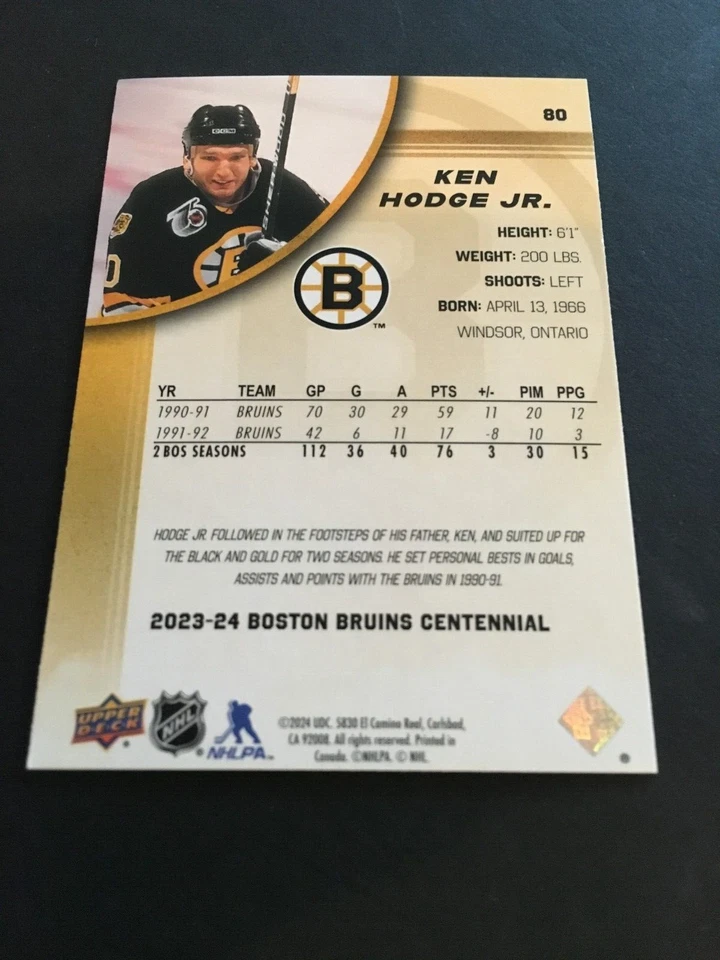 80
KEN
HODGE JR.
HEIGHT: 6'1"
WEIGHT: 200 LBS.
SHOOTS: LEFT
BORN: APRIL 13, 1966
WINDSOR, ONTARIO
CCM
SHERWOOD
75
B
B
TM
YR TEAM GP G A PTS +/- PIM PPG
1990-91 BRUINS 70 30 29 59 11 20 12
1991-92 BRUINS 42 6 11 17 -8 10 3
2 BOS SEASONS 112 36 40 76 3 30 15
HODGE JR. FOLLOWED IN THE FOOTSTEPS OF HIS FATHER, KEN, AND SUITED UP FOR
THE BLACK AND GOLD FOR TWO SEASONS. HE SET PERSONAL BESTS IN GOALS,
ASSISTS AND POINTS WITH THE BRUINS IN 1990-91.
2023-24 BOSTON BRUINS CENTENNIAL
UPPER DECK
NHL
NHLPA
©2024 UDC. 5830 El Camino Real, Carlsbad,
CA 92008. All rights reserved. Printed in
Canada. ©NHLPA. © NHL.